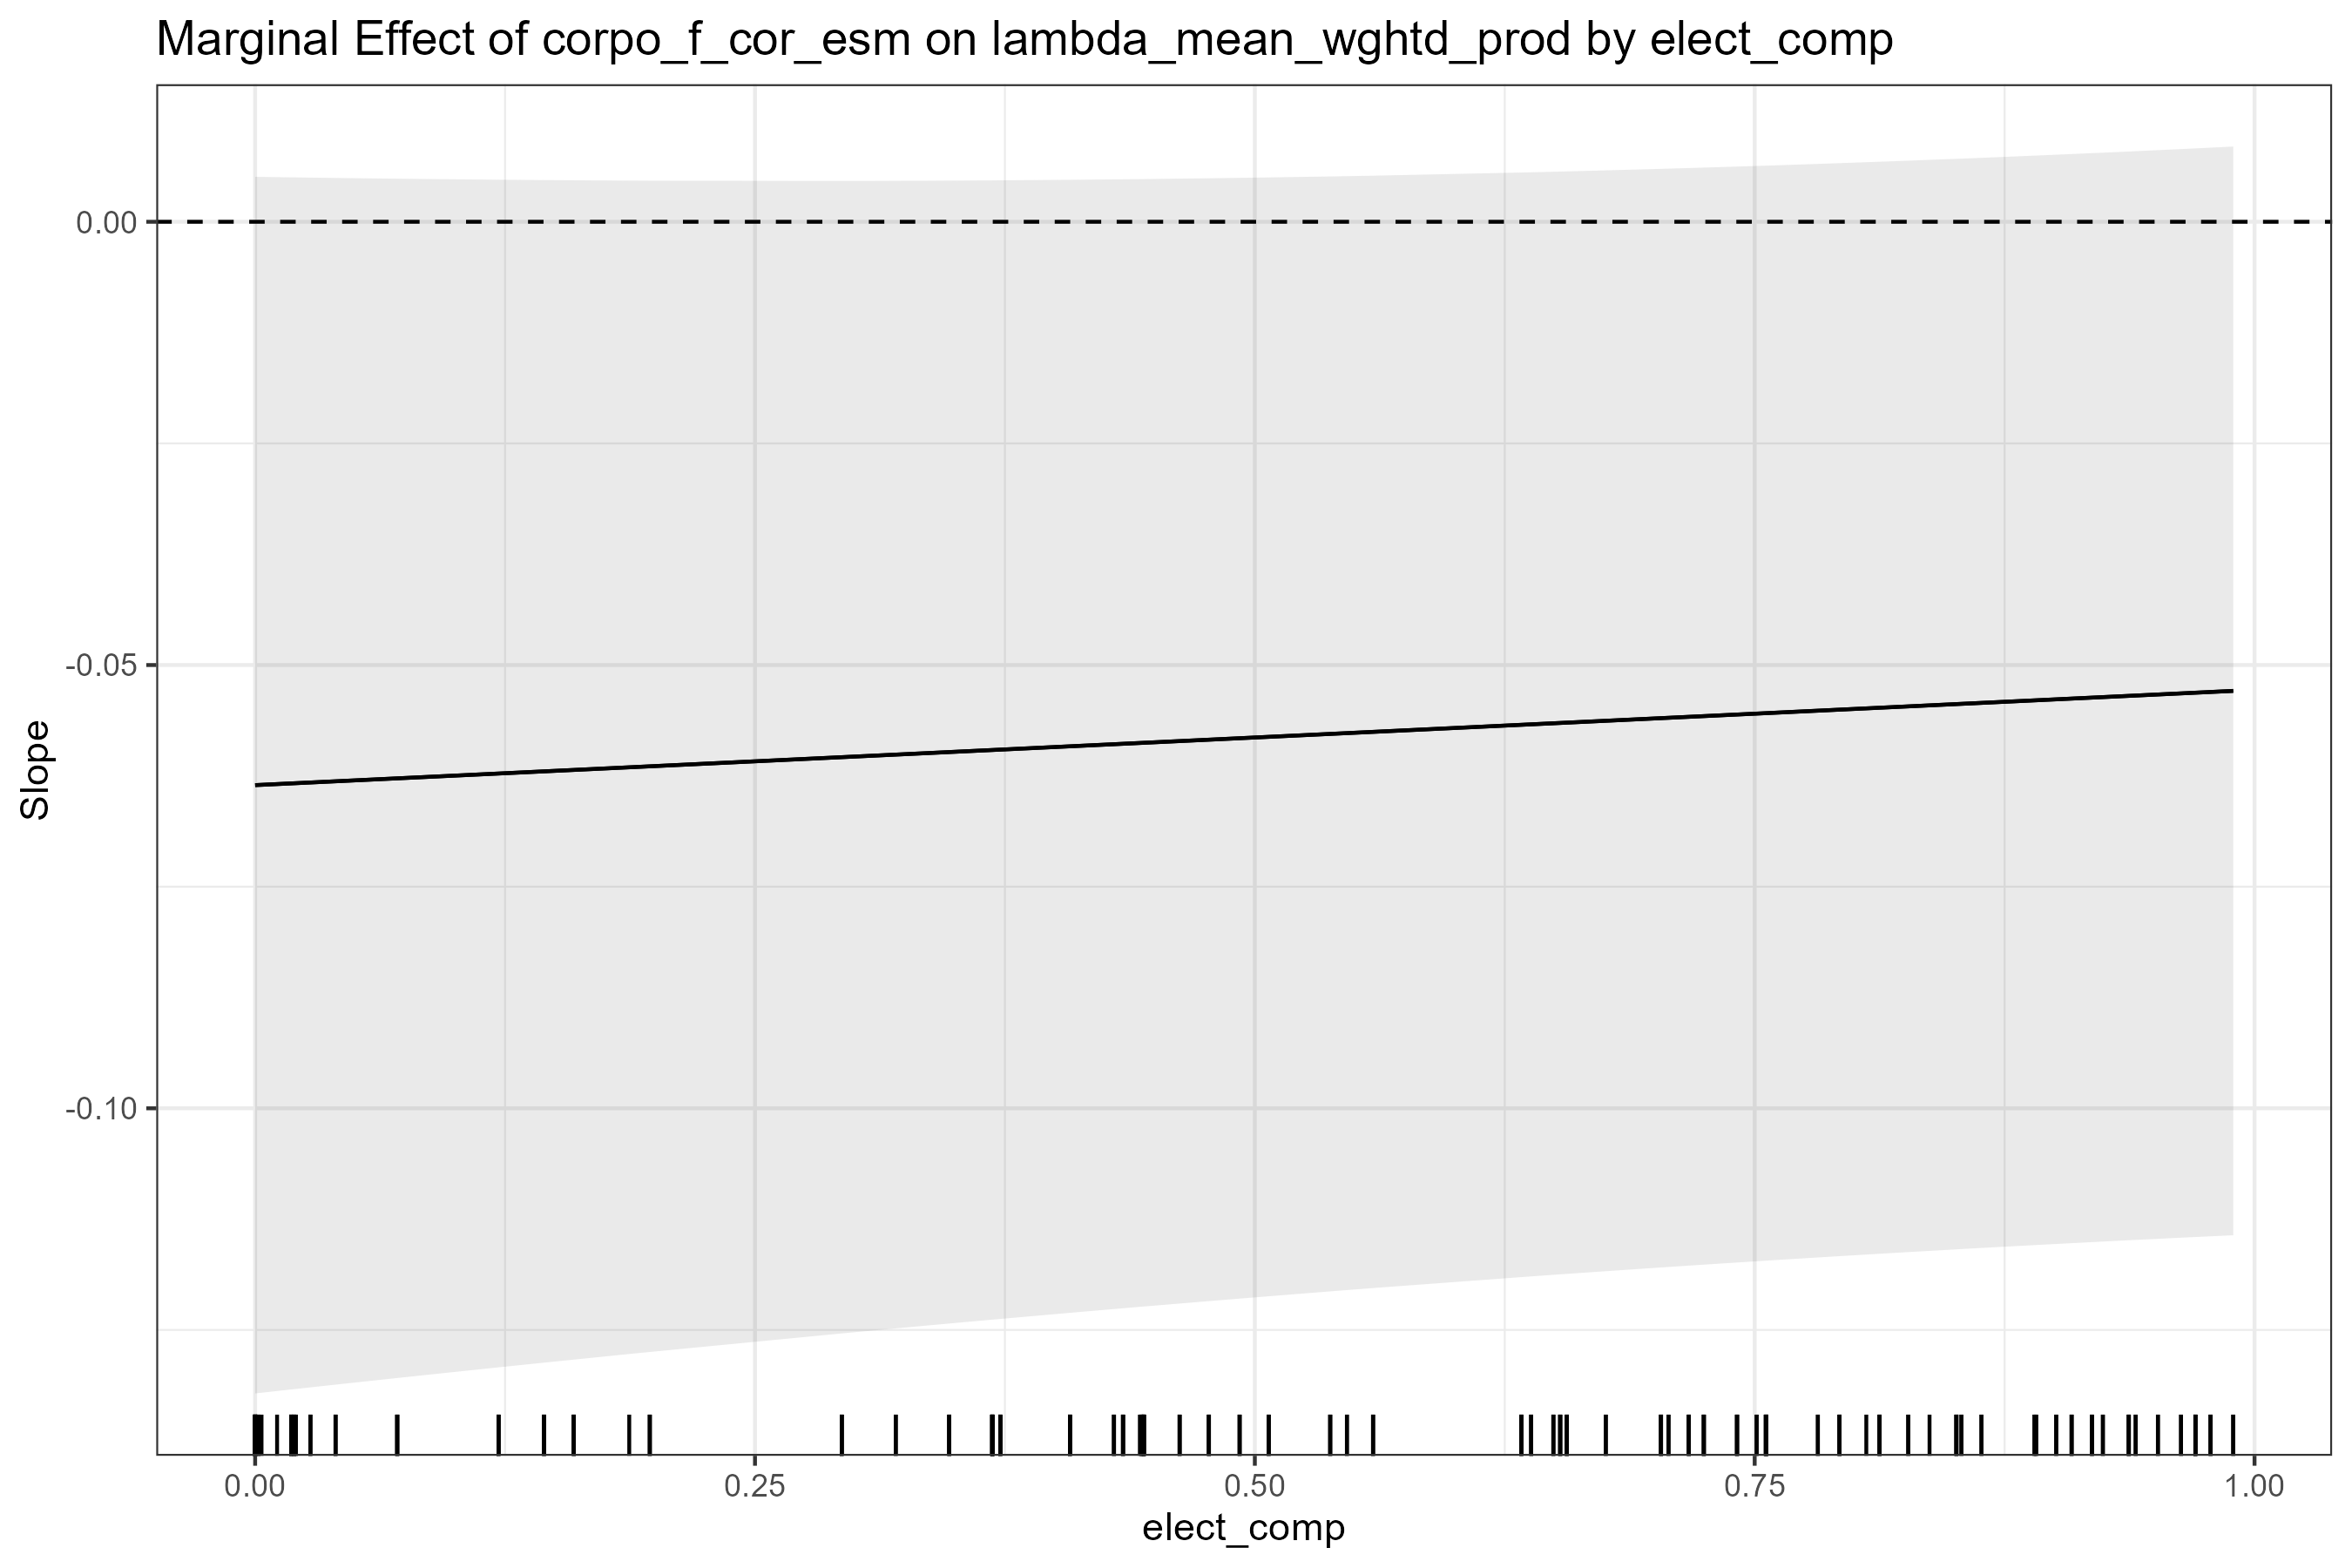 Marginal Effect of corpo_f_cor_esm on lambda_mean_wghtd_prod by elect_comp
0.00
-0.05
Slope
-0.10
0.00 0.25 0.50 0.75 1.00
elect_comp